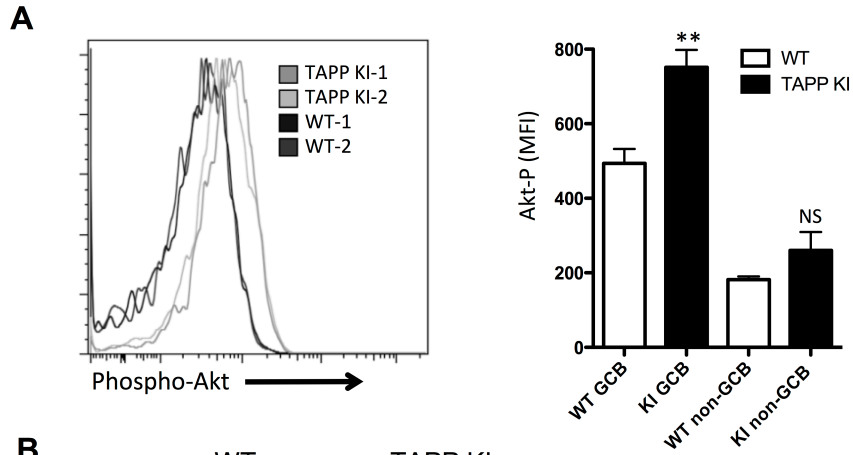 A
TAPP KI-1
TAPP KI-2
WT-1
WT-2
Phospho-Akt
Akt-P (MFI)
800
600
400
200
0
**
NS
WT
TAPP KI
WT GCB
KI GCB
WT non-GCB
KI non-GCB
B
WT
TAPP KI